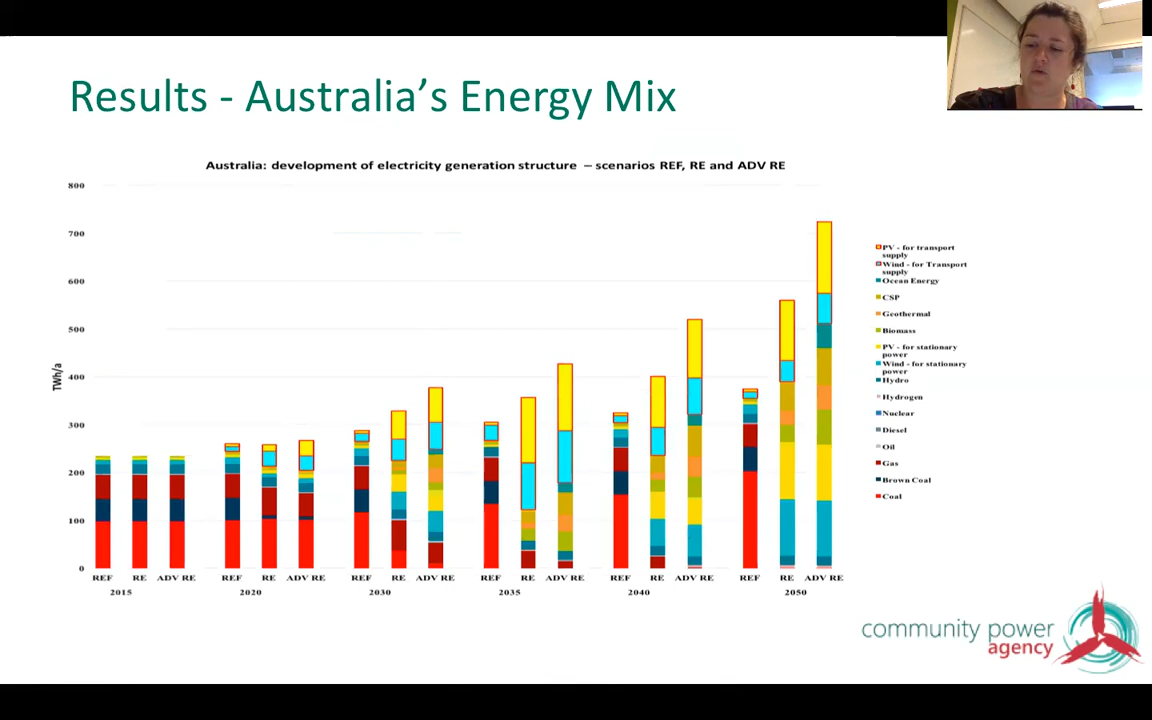 Results - Australia's Energy Mix
Australia: development of electricity generation structure – scenarios REF, RE and ADV RE
800
700
600
500
400
300
200
100
0
TWh/a
REF RE ADV RE REF RE ADV RE REF RE ADV RE REF RE ADV RE REF RE ADV RE REF RE ADV RE
2015 2020 2030 2035 2040 2050
PV - for transport
supply
Wind - for Transport
supply
Ocean Energy
CSP
Geothermal
Biomass
PV - for stationary
power
Wind - for stationary
power
Hydro
Hydrogen
Nuclear
Diesel
Oil
Gas
Brown Coal
Coal
community power
agency